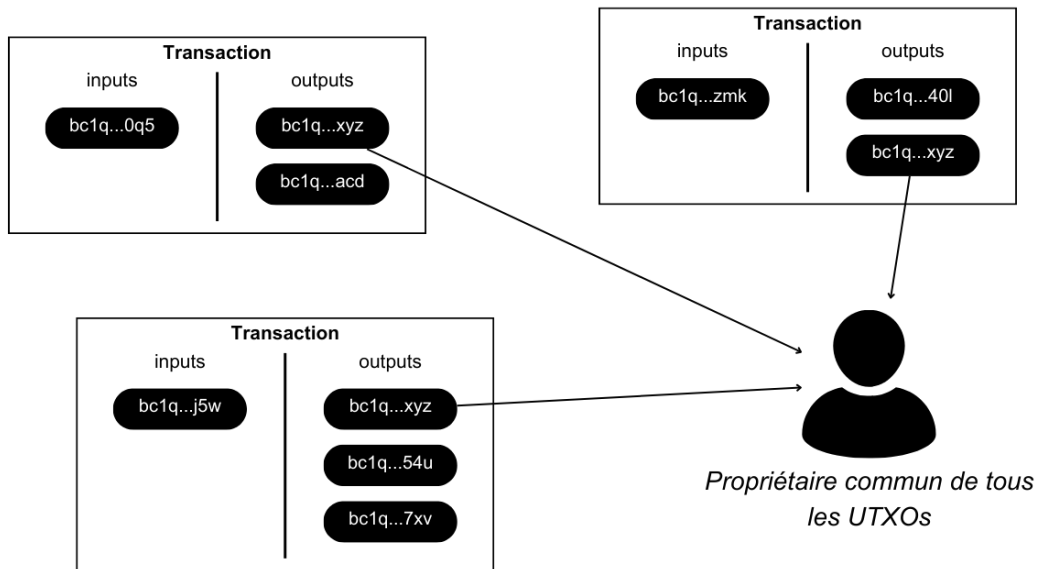 Transaction
inputs
outputs
bc1q...0q5
bc1q...xyz
bc1q...acd
Transaction
inputs
outputs
bc1q...zmk
bc1q...40l
bc1q...xyz
Transaction
inputs
outputs
bc1q...j5w
bc1q...xyz
bc1q...54u
bc1q...7xv
Propriétaire commun de tous
les UTXOs